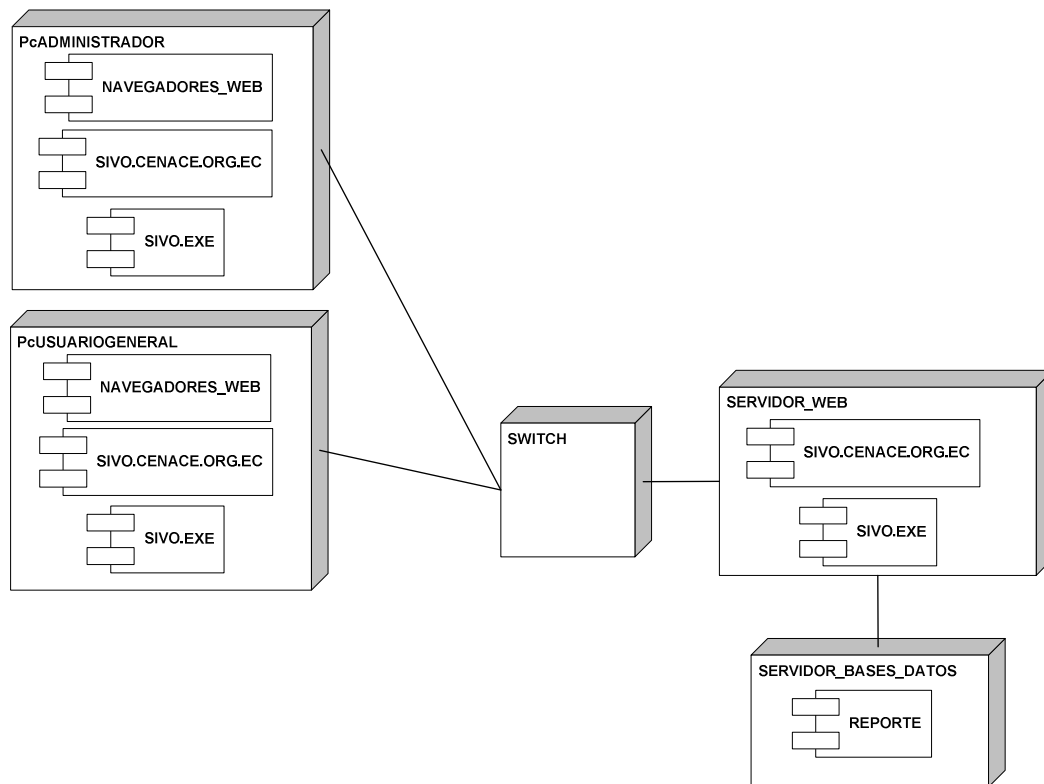 PcADMINISTRADOR
NAVEGADORES_WEB
SIVO.CENACE.ORG.EC
SIVO.EXE
PcUSUARIOGENERAL
NAVEGADORES_WEB
SIVO.CENACE.ORG.EC
SIVO.EXE
SWITCH
SERVIDOR_WEB
SIVO.CENACE.ORG.EC
SIVO.EXE
SERVIDOR_BASES_DATOS
REPORTE